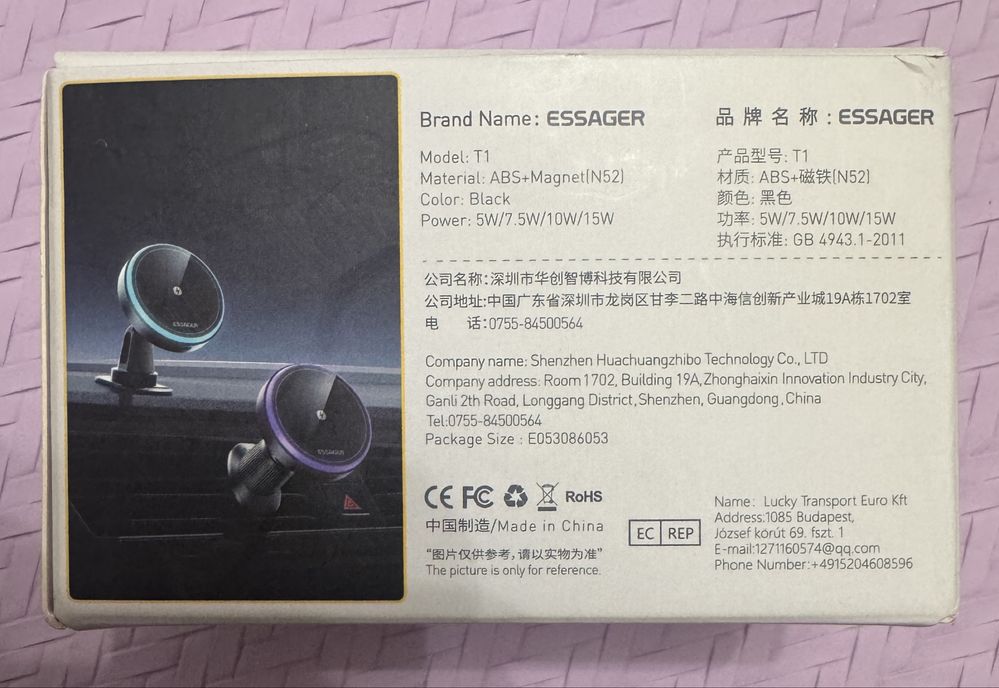 Brand Name: ESSAGER
Model: T1
Material: ABS+Magnet(N52)
Color: Black
Power: 5W/7.5W/10W/15W
品牌名称: ESSAGER
产品型号: T1
材质: ABS+磁铁(N52)
颜色: 黑色
功率: 5W/7.5W/10W/15W
执行标准: GB 4943.1-2011
公司名称:深圳市华创智博科技有限公司
公司地址:中国广东省深圳市龙岗区甘李二路中海信创新产业城19A栋1702室
电 话:0755-84500564
Company name: Shenzhen Huachuangzhibo Technology Co., LTD
Company address: Room 1702, Building 19A,Zhonghaixin Innovation Industry City,
Ganli 2th Road, Longgang District,Shenzhen, Guangdong,China
Tel:0755-84500564
Package Size : E053086053
CE FC RoHS
中国制造/Made in China
“图片仅供参考,请以实物为准”
The picture is only for reference.
EC REP
Name: Lucky Transport Euro Kft
Address:1085 Budapest,
József körút 69. fszt. 1
E-mail:1271160574@qq.com
Phone Number:+4915204608596
ESSAGER
ESSAGER